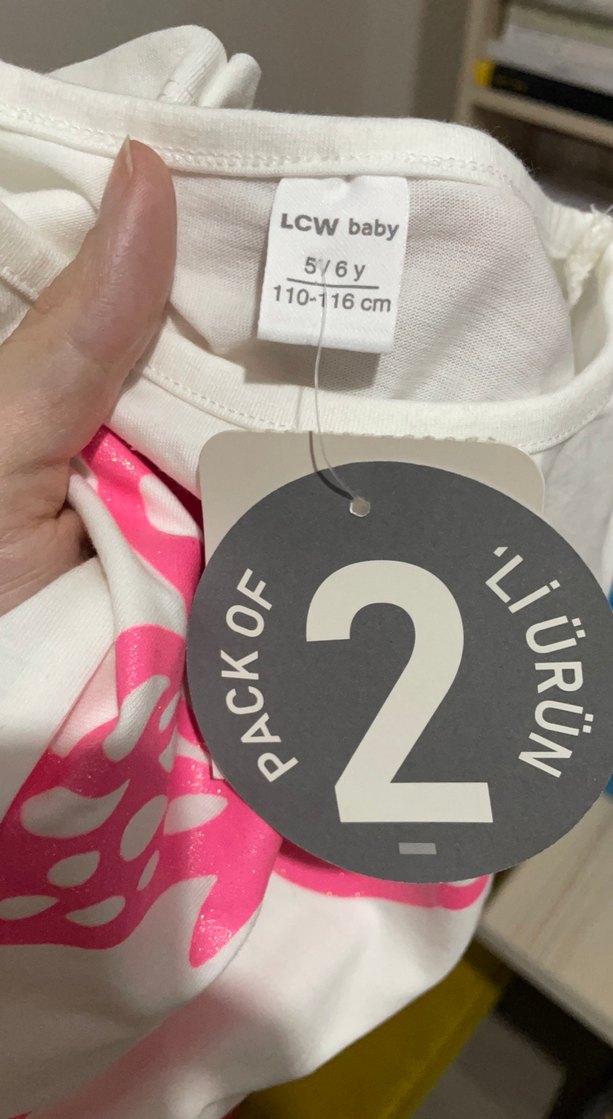 LCW baby
5 / 6 y
110-116 cm
PACK OF
2
'Lİ ÜRÜN